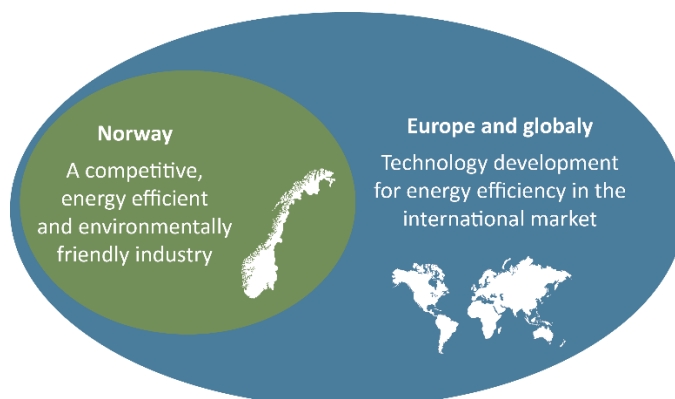 Norway
A competitive,
energy efficient
and environmentally
friendly industry
Europe and globaly
Technology development
for energy efficiency in the
international market